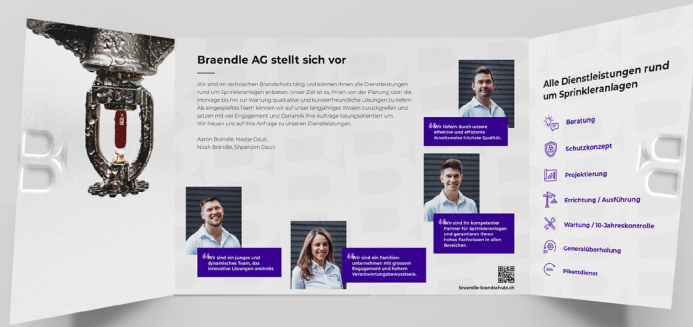 Braendle AG stellt sich vor
Wir sind im technischen Brandschutz tätig und können Ihnen alle Dienstleistungen
rund um Sprinkleranlagen anbieten. Unser Ziel ist es, Ihnen von der Planung über die
Montage bis hin zur Wartung qualitative und kundenfreundliche Lösungen zu liefern.
Als eingespieltes Team können wir auf unser langjähriges Wissen zurückgreifen und
setzen mit viel Engagement und Dynamik Ihre Aufträge lösungsorientiert um.
Wir freuen uns auf Ihre Anfrage zu unseren Dienstleistungen.
Aaron Brändle, Nadja Dauti,
Noah Brändle, Shpenzim Dauti
Wir liefern durch unsere
effektive und effiziente
Arbeitsweise höchste Qualität.
Wir sind Ihr kompetenter
Partner für Sprinkleranlagen
und garantieren Ihnen
hohes Fachwissen in allen
Bereichen.
Wir sind ein junges und
dynamisches Team, das
innovative Lösungen anstrebt.
Wir sind ein Familien-
unternehmen mit grossem
Engagement und hohem
Verantwortungsbewusstsein.
braendle-brandschutz.ch
Alle Dienstleistungen rund
um Sprinkleranlagen
Beratung
Schutzkonzept
Projektierung
Errichtung / Ausführung
Wartung / 10-Jahreskontrolle
Generalüberholung
24h
Pikettdienst